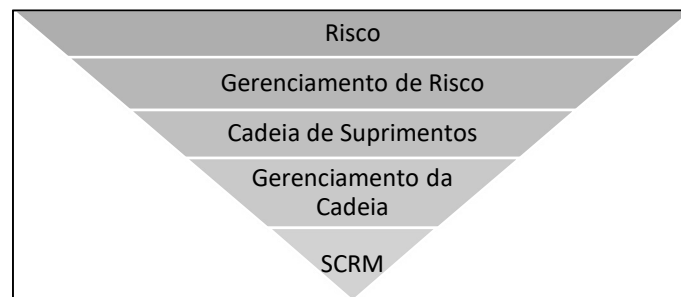 Risco
Gerenciamento de Risco
Cadeia de Suprimentos
Gerenciamento da
Cadeia
SCRM